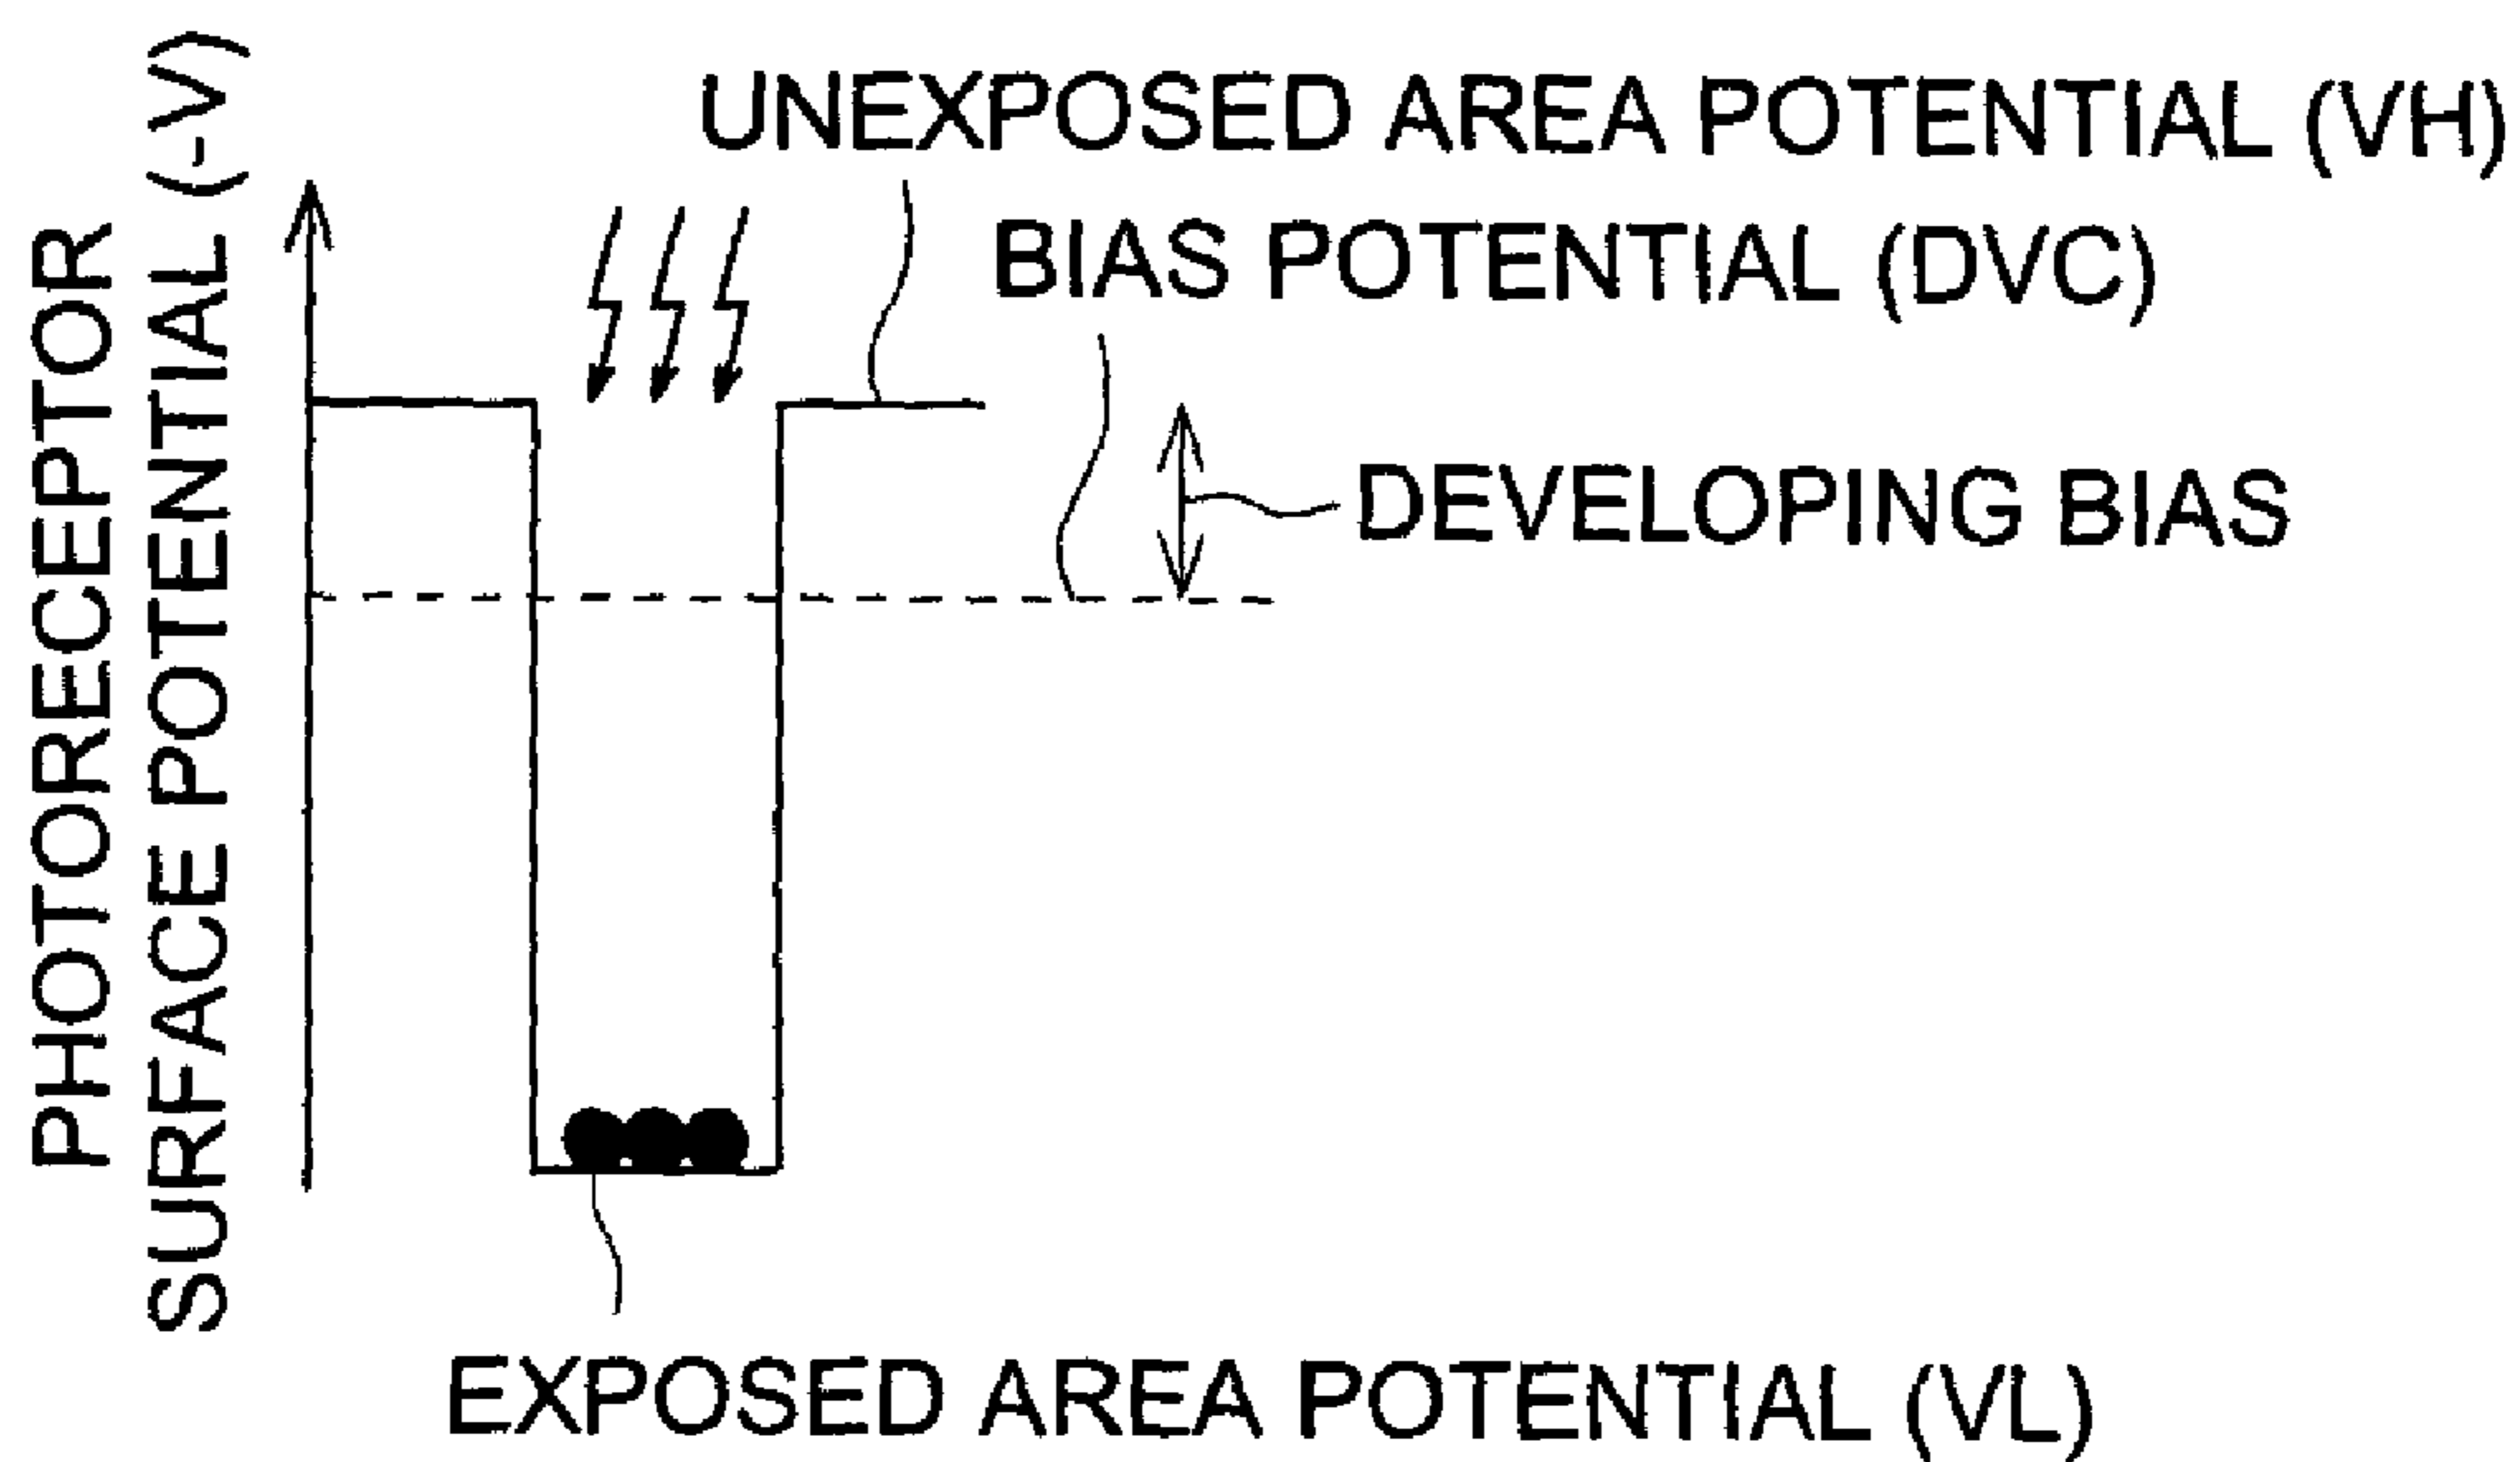 PHOTORECEPTOR
SURFACE POTENTIAL (-V)
UNEXPOSED AREA POTENTIAL (VH)
BIAS POTENTIAL (DVC)
DEVELOPING BIAS
EXPOSED AREA POTENTIAL (VL)